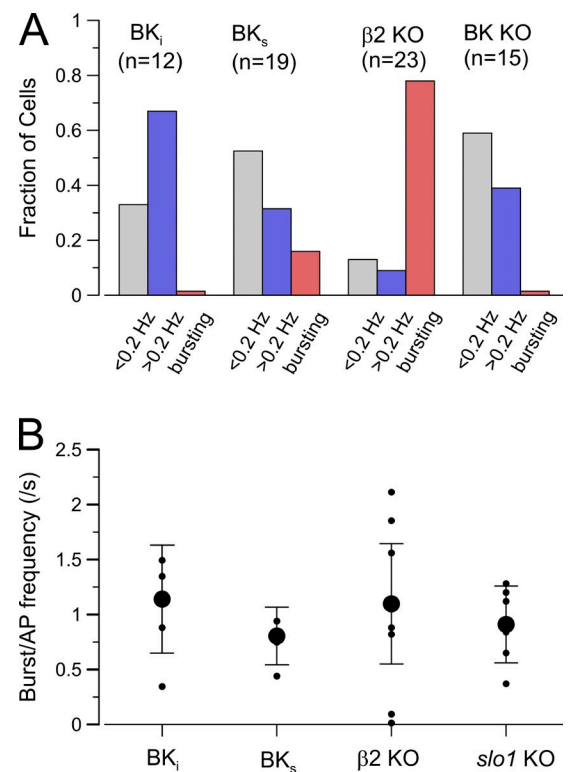 A
BKi
(n=12)
BKs
(n=19)
β2 KO
(n=23)
BK KO
(n=15)
Fraction of Cells
1
0.8
0.6
0.4
0.2
0
<0.2 Hz
>0.2 Hz
bursting
<0.2 Hz
>0.2 Hz
bursting
<0.2 Hz
>0.2 Hz
bursting
<0.2 Hz
>0.2 Hz
bursting
B
Burst/AP frequency (/s)
2.5
2
1.5
1
0.5
0
BKi
BKs
β2 KO
slo1 KO